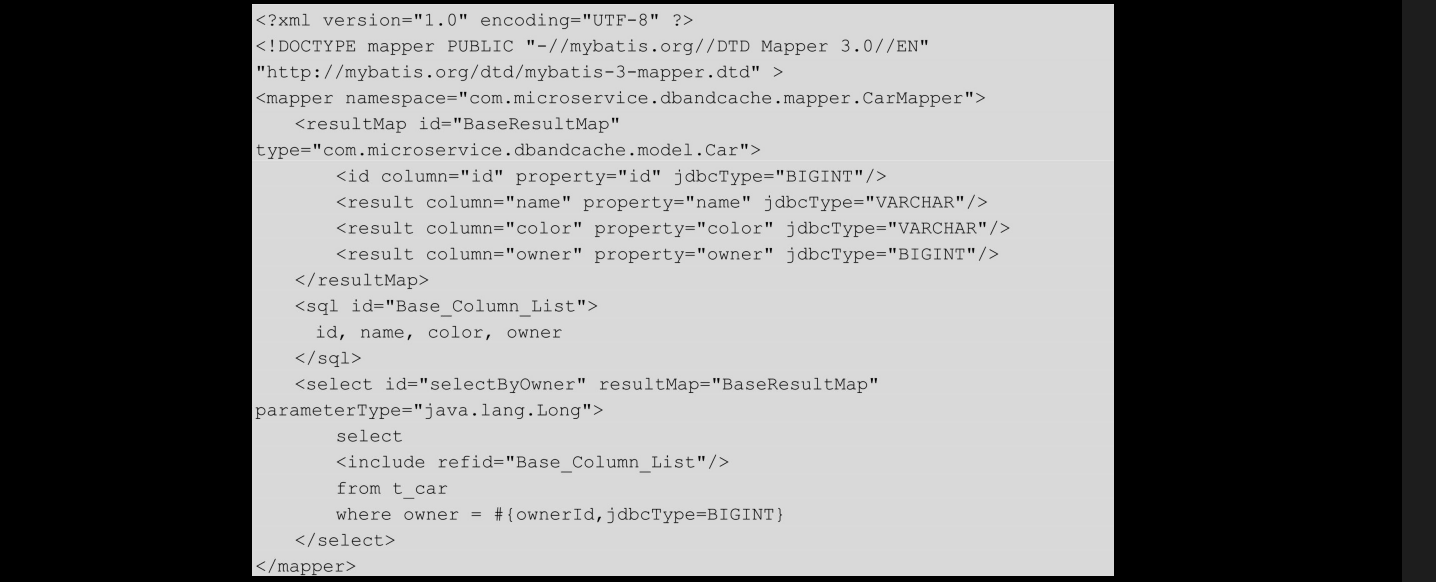 <?xml version="1.0" encoding="UTF-8" ?>
<!DOCTYPE mapper PUBLIC "-//mybatis.org//DTD Mapper 3.0//EN"
"http://mybatis.org/dtd/mybatis-3-mapper.dtd" >
<mapper namespace="com.microservice.dbandcache.mapper.CarMapper">
<resultMap id="BaseResultMap"
type="com.microservice.dbandcache.model.Car">
<id column="id" property="id" jdbcType="BIGINT"/>
<result column="name" property="name" jdbcType="VARCHAR"/>
<result column="color" property="color" jdbcType="VARCHAR"/>
<result column="owner" property="owner" jdbcType="BIGINT"/>
</resultMap>
<sql id="Base_Column_List">
id, name, color, owner
</sql>
<select id="selectByOwner" resultMap="BaseResultMap"
parameterType="java.lang.Long">
select
<include refid="Base_Column_List"/>
from t_car
where owner = #{ownerId,jdbcType=BIGINT}
</select>
</mapper>